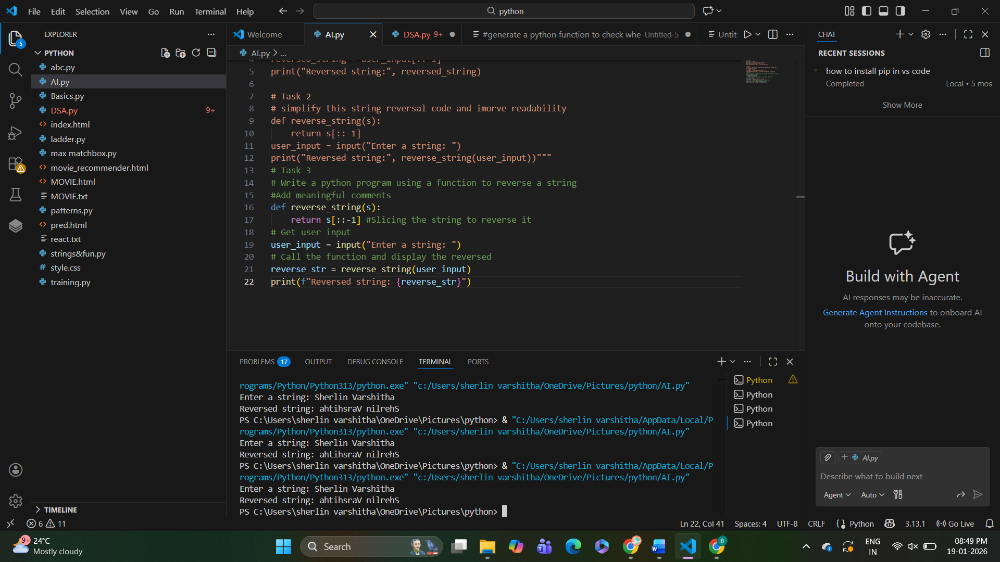 File Edit Selection View Go Run Terminal Help
python
EXPLORER
PYTHON
abc.py
AI.py
Basics.py
DSA.py 9+
index.html
ladder.py
max matchbox.py
movie_recommender.html
MOVIE.html
MOVIE.txt
patterns.py
pred.html
react.txt
strings&fun.py
style.css
training.py
TIMELINE
5
Welcome AI.py DSA.py 9+ #generate a python function to check whe Untitled-5 Untit
AI.py > ...
4 reversed_string = user_input[::-1]
5 print("Reversed string:", reversed_string)
6
7 # Task 2
8 # simplify this string reversal code and imorve readability
9 def reverse_string(s):
10 return s[::-1]
11 user_input = input("Enter a string: ")
12 print("Reversed string:", reverse_string(user_input))"""
13 # Task 3
14 # Write a python program using a function to reverse a string
15 #Add meaningful comments
16 def reverse_string(s):
17 return s[::-1] #Slicing the string to reverse it
18 # Get user input
19 user_input = input("Enter a string: ")
20 # Call the function and display the reversed
21 reverse_str = reverse_string(user_input)
22 print(f"Reversed string: {reverse_str}")
PROBLEMS 17 OUTPUT DEBUG CONSOLE TERMINAL PORTS
rograms/Python/Python313/python.exe" "c:/Users/sherlin varshitha/OneDrive/Pictures/python/AI.py"
Enter a string: Sherlin Varshitha
Reversed string: ahtihsraV nilrehS
PS C:\Users\sherlin varshitha\OneDrive\Pictures\python> & "C:/Users/sherlin varshitha/AppData/Local/P
rograms/Python/Python313/python.exe" "c:/Users/sherlin varshitha/OneDrive/Pictures/python/AI.py"
Enter a string: Sherlin Varshitha
Reversed string: ahtihsraV nilrehS
PS C:\Users\sherlin varshitha\OneDrive\Pictures\python> & "C:/Users/sherlin varshitha/AppData/Local/P
rograms/Python/Python313/python.exe" "c:/Users/sherlin varshitha/OneDrive/Pictures/python/AI.py"
Enter a string: Sherlin Varshitha
Reversed string: ahtihsraV nilrehS
PS C:\Users\sherlin varshitha\OneDrive\Pictures\python>
Python
Python
Python
Python
CHAT
RECENT SESSIONS
how to install pip in vs code
Completed Local • 5 mos
Show More
Build with Agent
AI responses may be inaccurate.
Generate Agent Instructions to onboard AI
onto your codebase.
AI.py
Describe what to build next
Agent Auto
6 11
Ln 22, Col 41 Spaces: 4 UTF-8 CRLF Python 3.13.1 Go Live
9+
24°C
Mostly cloudy
Search
ENG
IN
08:49 PM
19-01-2026